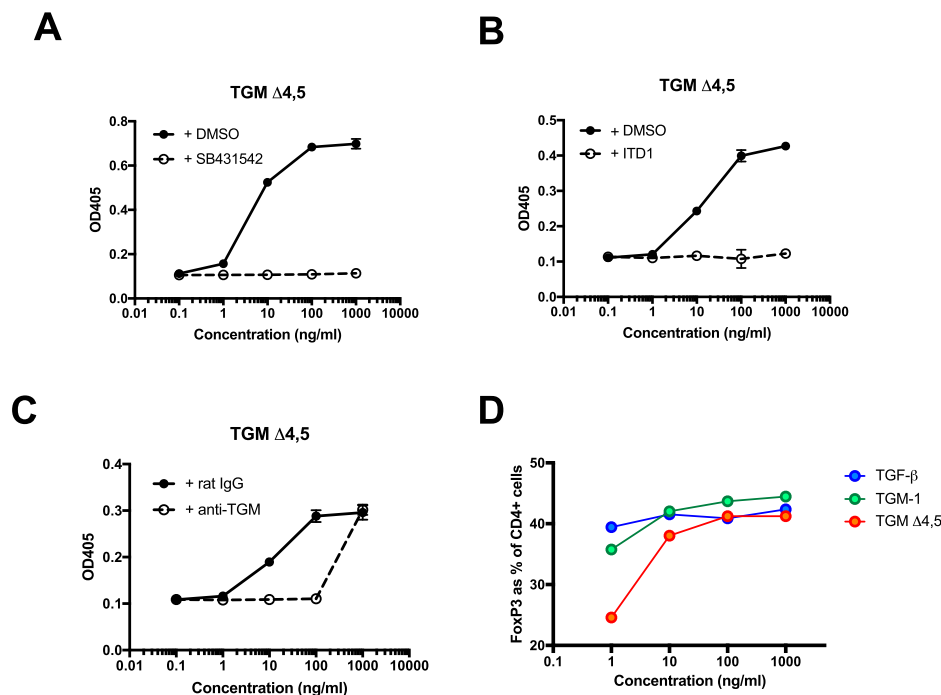 A
TGM Δ4,5
+ DMSO
+ SB431542
OD405
0.8
0.6
0.4
0.2
0.0
0.01 0.1 1 10 100 1000 10000
Concentration (ng/ml)
B
TGM Δ4,5
+ DMSO
+ ITD1
OD405
0.5
0.4
0.3
0.2
0.1
0.0
0.01 0.1 1 10 100 1000 10000
Concentration (ng/ml)
C
TGM Δ4,5
+ rat IgG
+ anti-TGM
OD405
0.4
0.3
0.2
0.1
0.0
0.01 0.1 1 10 100 1000 10000
Concentration (ng/ml)
D
FoxP3 as % of CD4+ cells
50
40
30
20
0.1 1 10 100 1000
Concentration (ng/ml)
TGF-β
TGM-1
TGM Δ4,5